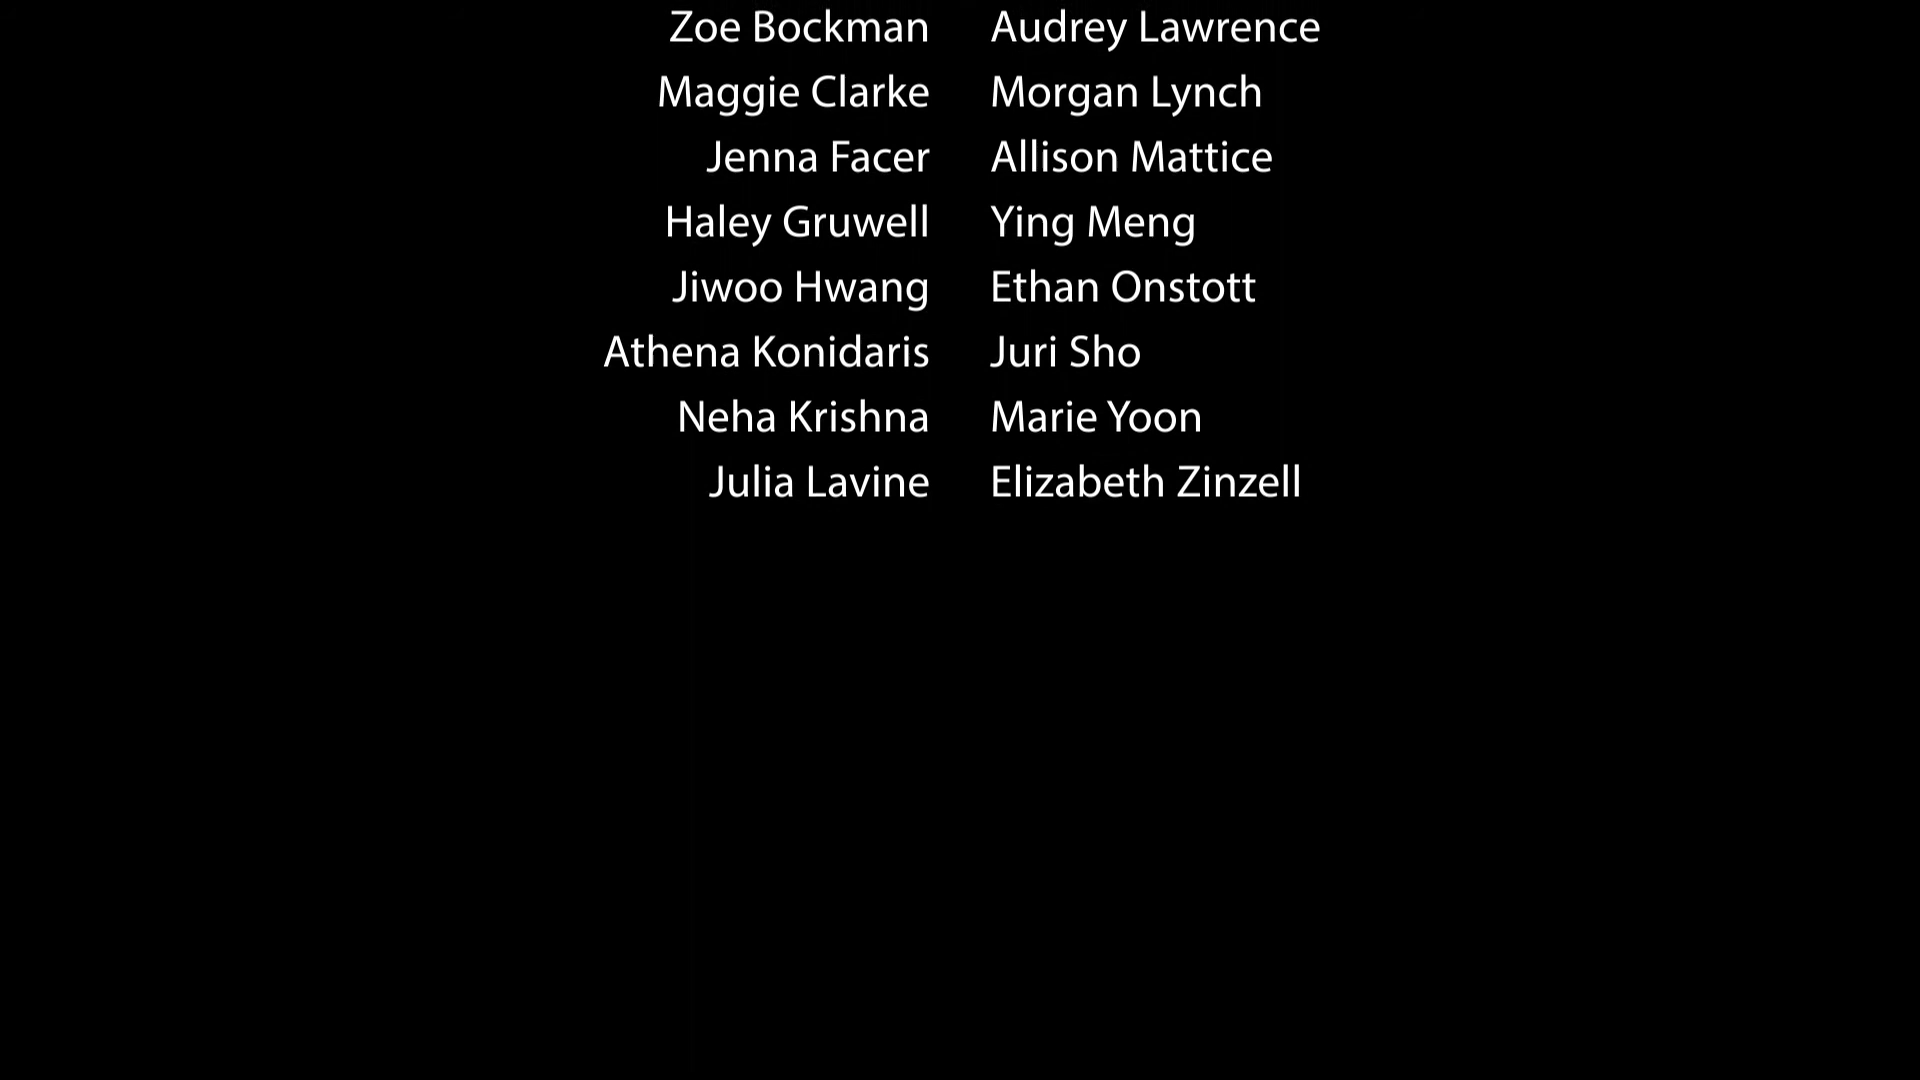 Zoe Bockman Audrey Lawrence
Maggie Clarke Morgan Lynch
Jenna Facer Allison Mattice
Haley Gruwell Ying Meng
Jiwoo Hwang Ethan Onstott
Athena Konidaris Juri Sho
Neha Krishna Marie Yoon
Julia Lavine Elizabeth Zinzell